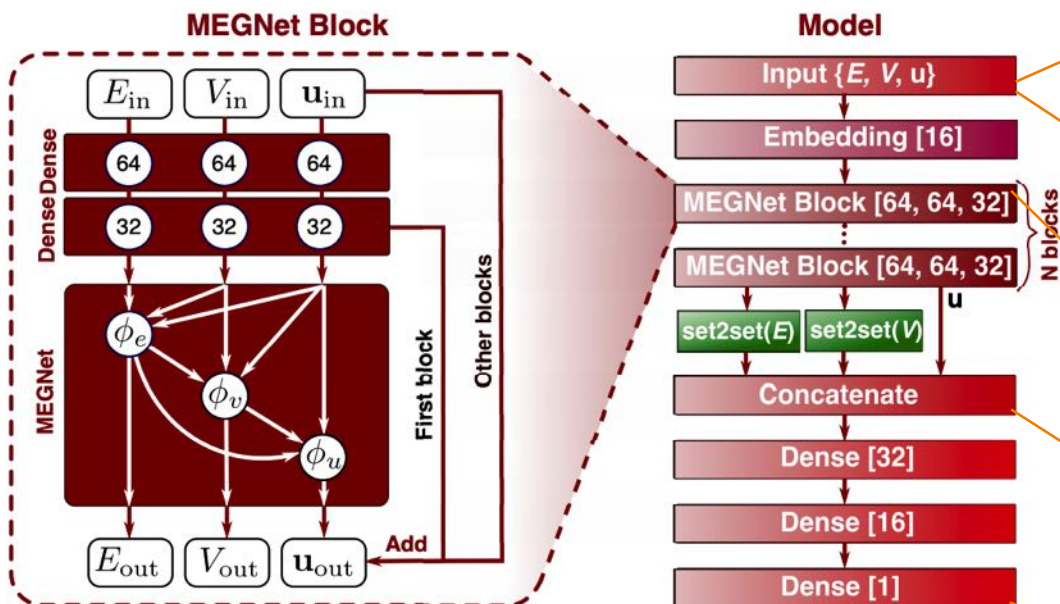 MEGNet Block
E_in V_in u_in
Dense
64 64 64
Dense
32 32 32
MEGNet
ϕ_e
ϕ_v
ϕ_u
First block
Other blocks
Add
E_out V_out u_out
Model
Input {E, V, u}
Embedding [16]
MEGNet Block [64, 64, 32]
MEGNet Block [64, 64, 32]
N blocks
u
set2set(E) set2set(V)
Concatenate
Dense [32]
Dense [16]
Dense [1]